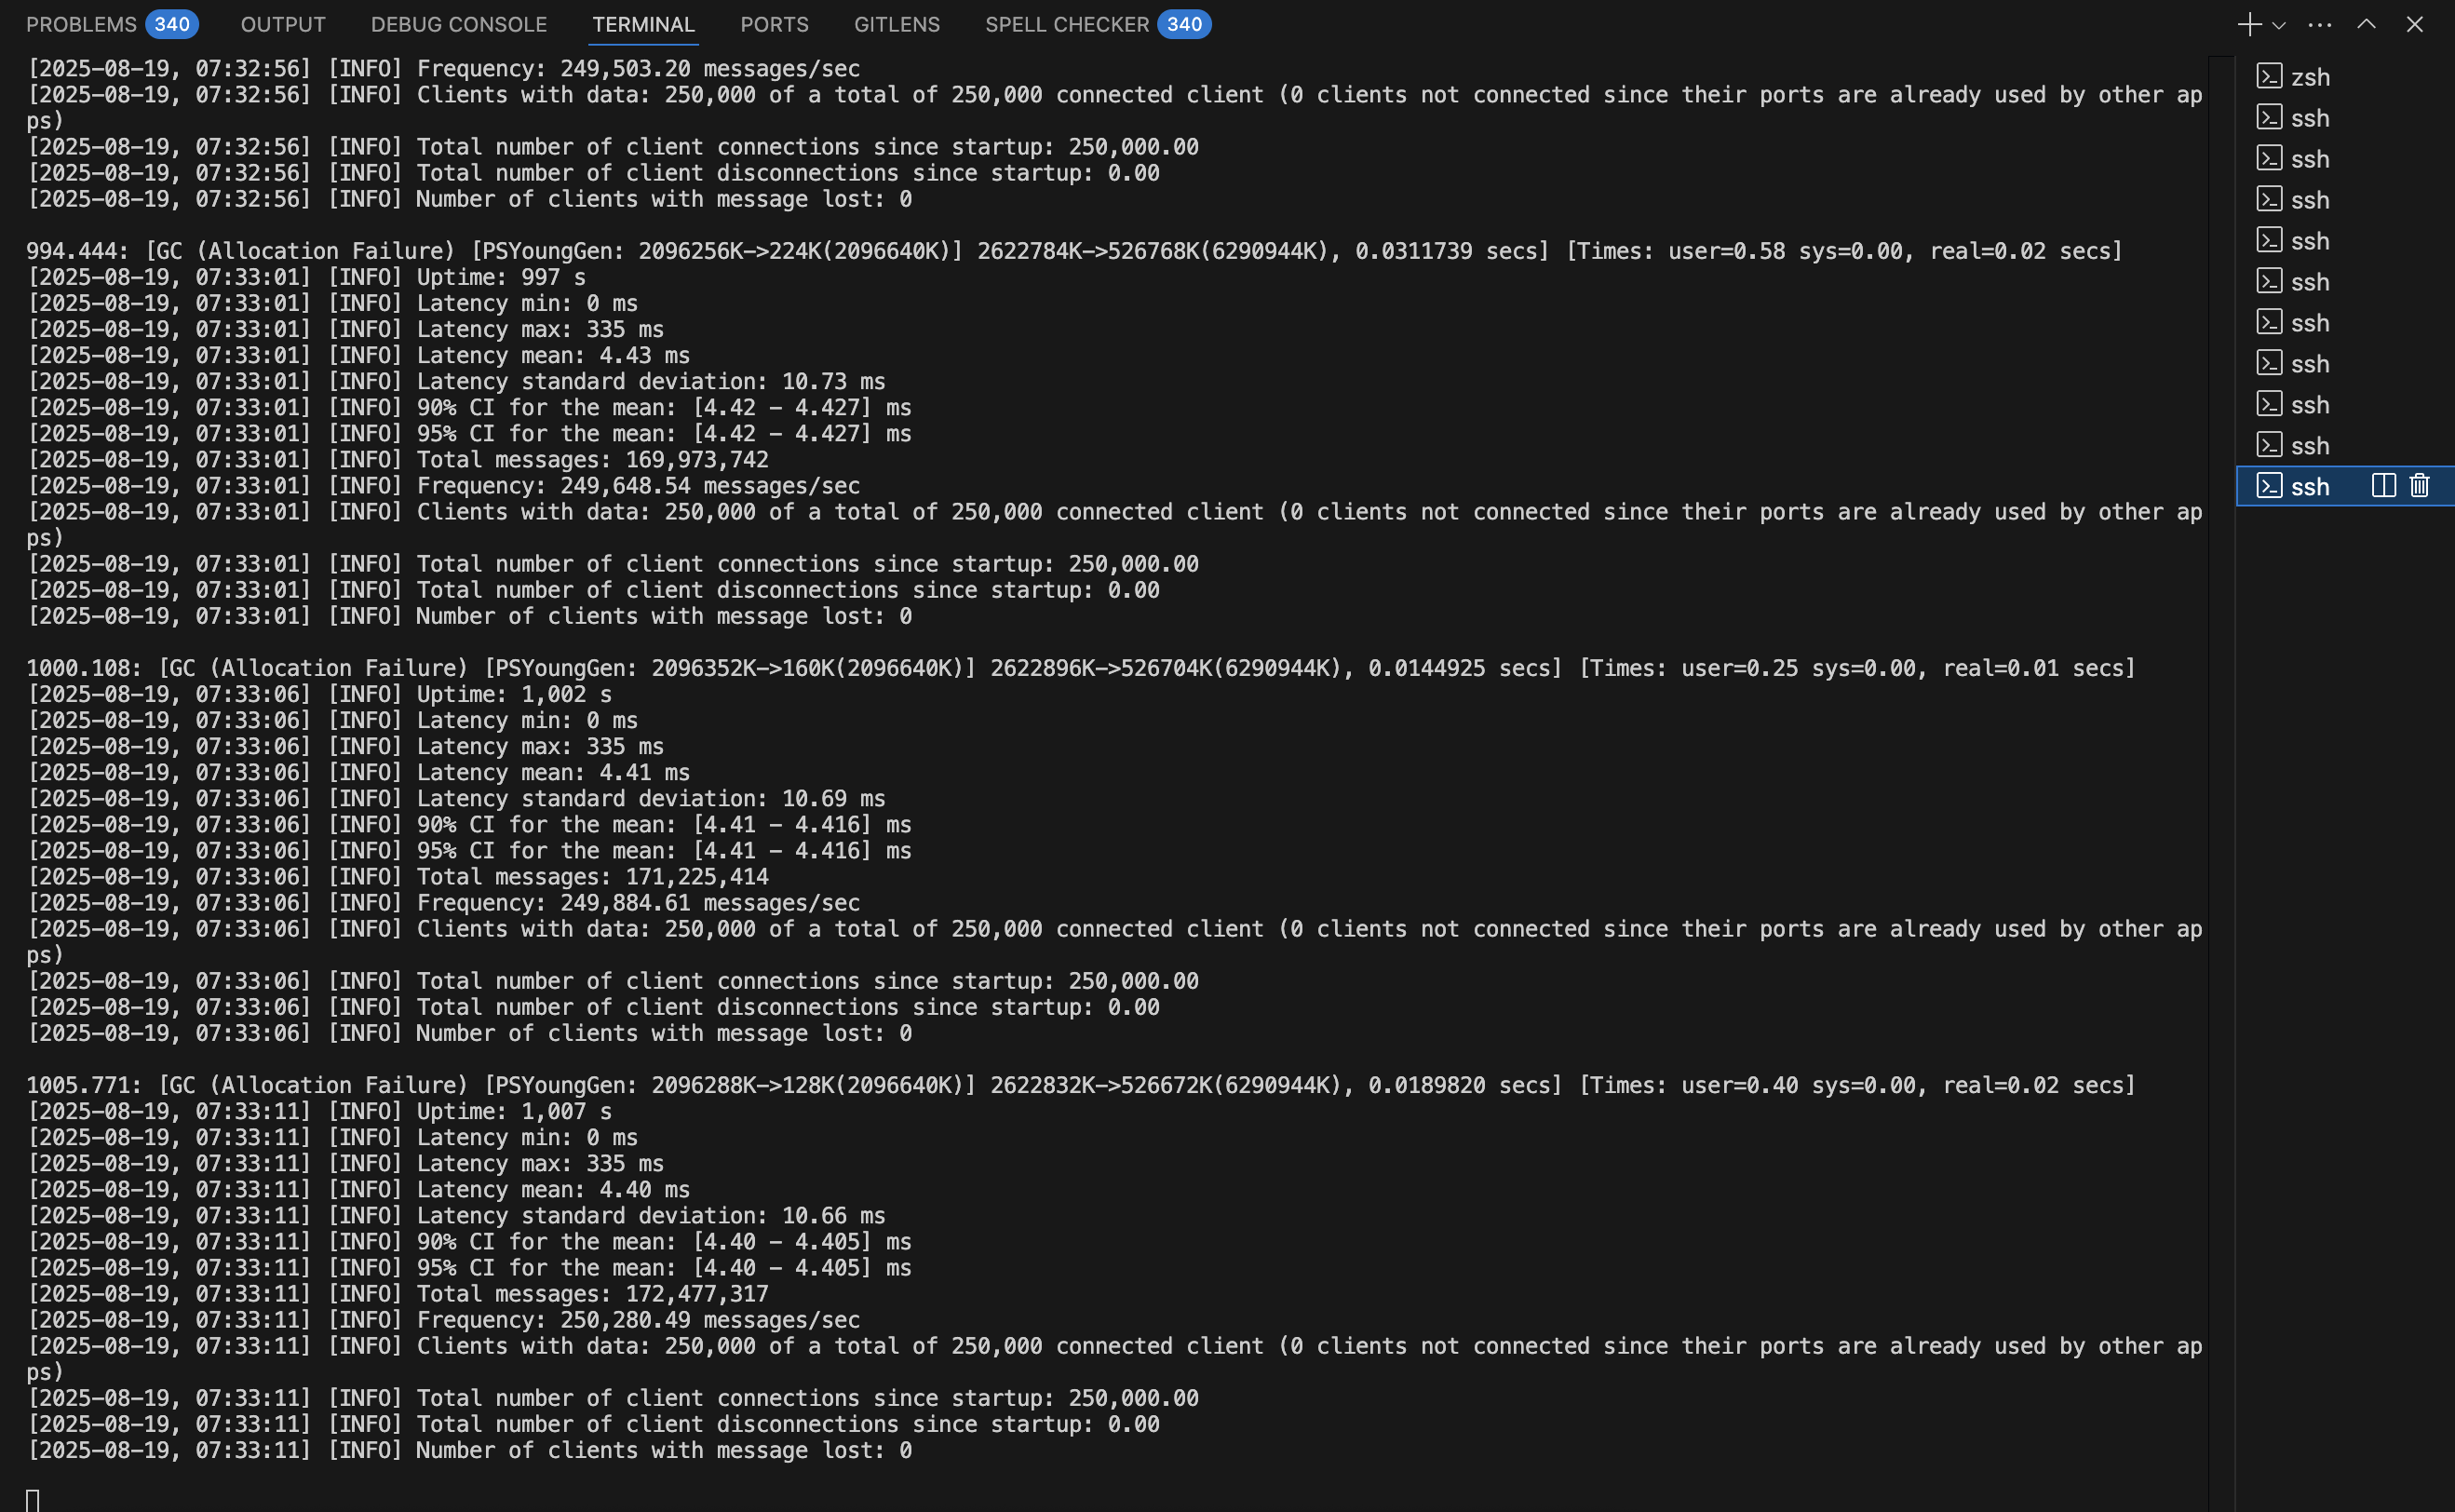 PROBLEMS 340 OUTPUT DEBUG CONSOLE TERMINAL PORTS GITLENS SPELL CHECKER 340
[2025-08-19, 07:32:56] [INFO] Frequency: 249,503.20 messages/sec
[2025-08-19, 07:32:56] [INFO] Clients with data: 250,000 of a total of 250,000 connected client (0 clients not connected since their ports are already used by other ap
ps)
[2025-08-19, 07:32:56] [INFO] Total number of client connections since startup: 250,000.00
[2025-08-19, 07:32:56] [INFO] Total number of client disconnections since startup: 0.00
[2025-08-19, 07:32:56] [INFO] Number of clients with message lost: 0
994.444: [GC (Allocation Failure) [PSYoungGen: 2096256K->224K(2096640K)] 2622784K->526768K(6290944K), 0.0311739 secs] [Times: user=0.58 sys=0.00, real=0.02 secs]
[2025-08-19, 07:33:01] [INFO] Uptime: 997 s
[2025-08-19, 07:33:01] [INFO] Latency min: 0 ms
[2025-08-19, 07:33:01] [INFO] Latency max: 335 ms
[2025-08-19, 07:33:01] [INFO] Latency mean: 4.43 ms
[2025-08-19, 07:33:01] [INFO] Latency standard deviation: 10.73 ms
[2025-08-19, 07:33:01] [INFO] 90% CI for the mean: [4.42 - 4.427] ms
[2025-08-19, 07:33:01] [INFO] 95% CI for the mean: [4.42 - 4.427] ms
[2025-08-19, 07:33:01] [INFO] Total messages: 169,973,742
[2025-08-19, 07:33:01] [INFO] Frequency: 249,648.54 messages/sec
[2025-08-19, 07:33:01] [INFO] Clients with data: 250,000 of a total of 250,000 connected client (0 clients not connected since their ports are already used by other ap
ps)
[2025-08-19, 07:33:01] [INFO] Total number of client connections since startup: 250,000.00
[2025-08-19, 07:33:01] [INFO] Total number of client disconnections since startup: 0.00
[2025-08-19, 07:33:01] [INFO] Number of clients with message lost: 0
1000.108: [GC (Allocation Failure) [PSYoungGen: 2096352K->160K(2096640K)] 2622896K->526704K(6290944K), 0.0144925 secs] [Times: user=0.25 sys=0.00, real=0.01 secs]
[2025-08-19, 07:33:06] [INFO] Uptime: 1,002 s
[2025-08-19, 07:33:06] [INFO] Latency min: 0 ms
[2025-08-19, 07:33:06] [INFO] Latency max: 335 ms
[2025-08-19, 07:33:06] [INFO] Latency mean: 4.41 ms
[2025-08-19, 07:33:06] [INFO] Latency standard deviation: 10.69 ms
[2025-08-19, 07:33:06] [INFO] 90% CI for the mean: [4.41 - 4.416] ms
[2025-08-19, 07:33:06] [INFO] 95% CI for the mean: [4.41 - 4.416] ms
[2025-08-19, 07:33:06] [INFO] Total messages: 171,225,414
[2025-08-19, 07:33:06] [INFO] Frequency: 249,884.61 messages/sec
[2025-08-19, 07:33:06] [INFO] Clients with data: 250,000 of a total of 250,000 connected client (0 clients not connected since their ports are already used by other ap
ps)
[2025-08-19, 07:33:06] [INFO] Total number of client connections since startup: 250,000.00
[2025-08-19, 07:33:06] [INFO] Total number of client disconnections since startup: 0.00
[2025-08-19, 07:33:06] [INFO] Number of clients with message lost: 0
1005.771: [GC (Allocation Failure) [PSYoungGen: 2096288K->128K(2096640K)] 2622832K->526672K(6290944K), 0.0189820 secs] [Times: user=0.40 sys=0.00, real=0.02 secs]
[2025-08-19, 07:33:11] [INFO] Uptime: 1,007 s
[2025-08-19, 07:33:11] [INFO] Latency min: 0 ms
[2025-08-19, 07:33:11] [INFO] Latency max: 335 ms
[2025-08-19, 07:33:11] [INFO] Latency mean: 4.40 ms
[2025-08-19, 07:33:11] [INFO] Latency standard deviation: 10.66 ms
[2025-08-19, 07:33:11] [INFO] 90% CI for the mean: [4.40 - 4.405] ms
[2025-08-19, 07:33:11] [INFO] 95% CI for the mean: [4.40 - 4.405] ms
[2025-08-19, 07:33:11] [INFO] Total messages: 172,477,317
[2025-08-19, 07:33:11] [INFO] Frequency: 250,280.49 messages/sec
[2025-08-19, 07:33:11] [INFO] Clients with data: 250,000 of a total of 250,000 connected client (0 clients not connected since their ports are already used by other ap
ps)
[2025-08-19, 07:33:11] [INFO] Total number of client connections since startup: 250,000.00
[2025-08-19, 07:33:11] [INFO] Total number of client disconnections since startup: 0.00
[2025-08-19, 07:33:11] [INFO] Number of clients with message lost: 0
zsh
ssh
ssh
ssh
ssh
ssh
ssh
ssh
ssh
ssh
ssh